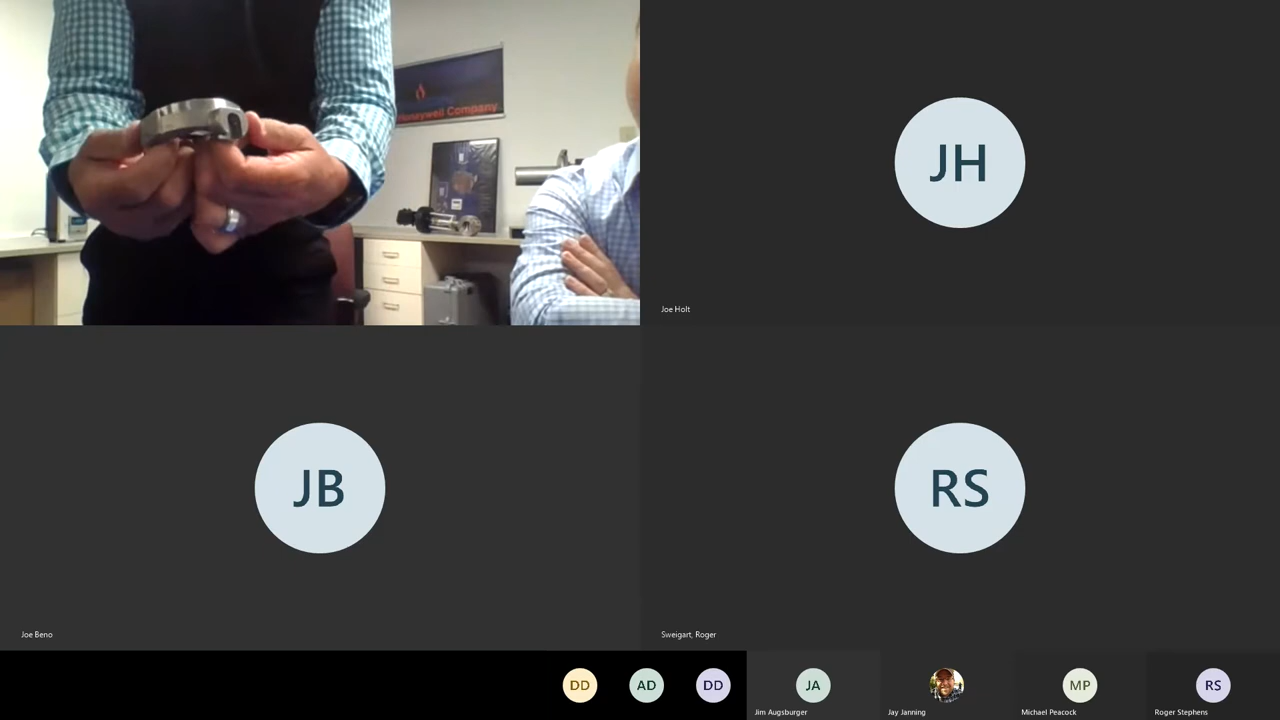 Honeywell Company
JH
Joe Holt
JB
Joe Beno
RS
Sweigart, Roger
DD
AD
DD
JA
Jim Augsburger
Jay Janning
MP
Michael Peacock
RS
Roger Stephens